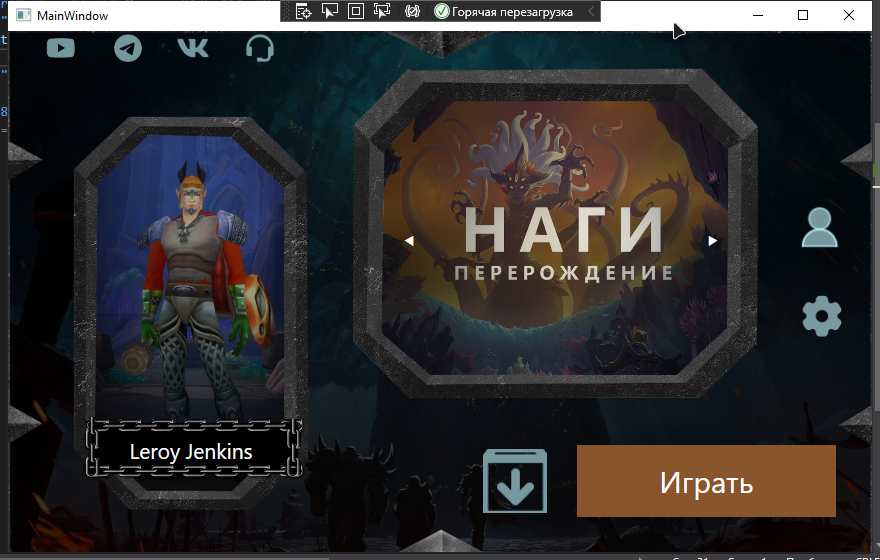 MainWindow
Горячая перезагрузка
НАГИ
ПЕРЕРОЖДЕНИЕ
Leroy Jenkins
Играть